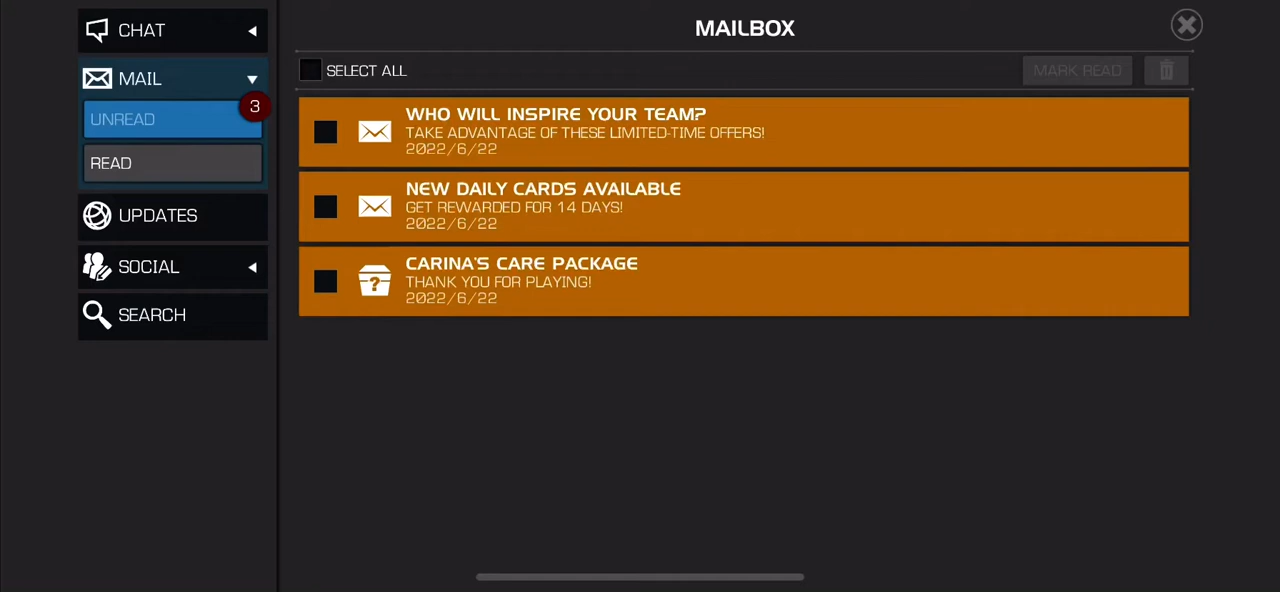 CHAT
MAIL
3
UNREAD
READ
UPDATES
SOCIAL
SEARCH
MAILBOX
SELECT ALL
MARK READ
WHO WILL INSPIRE YOUR TEAM?
TAKE ADVANTAGE OF THESE LIMITED-TIME OFFERS!
2022/6/22
NEW DAILY CARDS AVAILABLE
GET REWARDED FOR 14 DAYS!
2022/6/22
CARINA'S CARE PACKAGE
?
THANK YOU FOR PLAYING!
2022/6/22